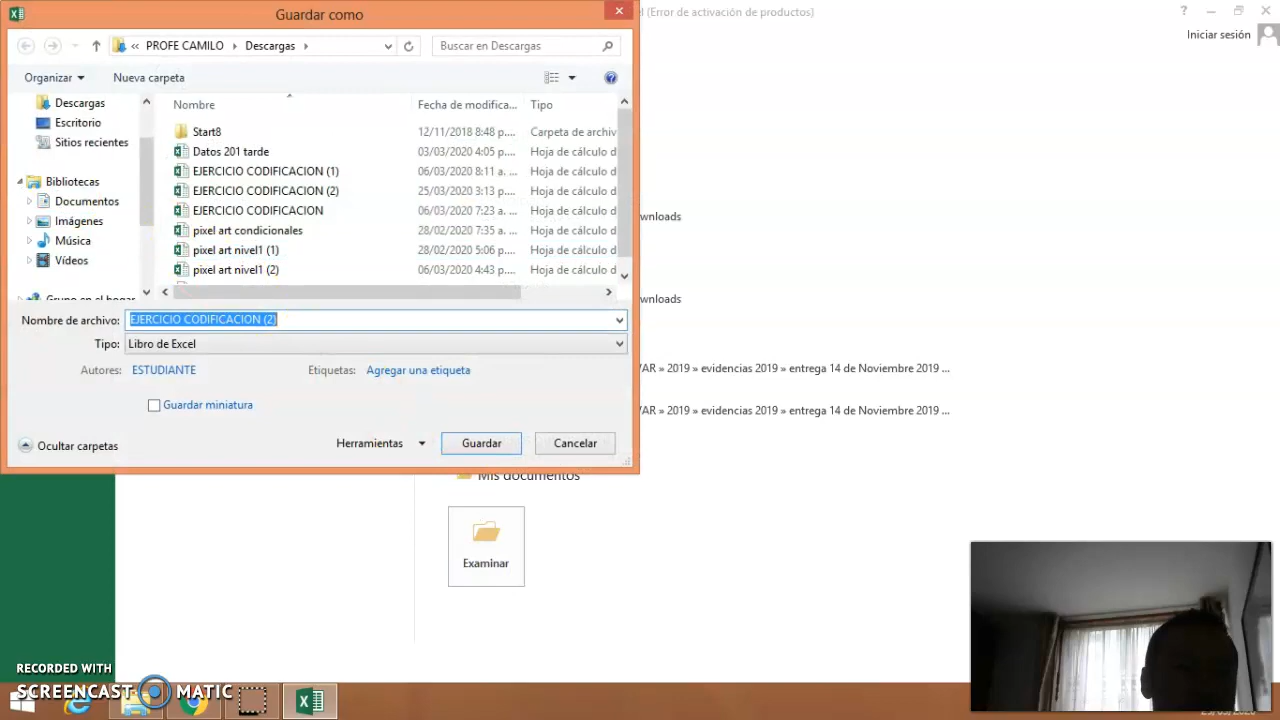 Guardar como
el (Error de activación de productos)
Iniciar sesión
« PROFE CAMILO Descargas
Buscar en Descargas
Organizar
Nueva carpeta
Descargas
Escritorio
Sitios recientes
Bibliotecas
Documentos
Imágenes
Música
Vídeos
Grupo en el hogar
Nombre Fecha de modifica... Tipo
Start8 12/11/2018 8:48 p.... Carpeta de archiv
Datos 201 tarde 03/03/2020 4:05 p.... Hoja de cálculo d
EJERCICIO CODIFICACION (1) 06/03/2020 8:11 a. ... Hoja de cálculo d
EJERCICIO CODIFICACION (2) 25/03/2020 3:13 p.... Hoja de cálculo d
EJERCICIO CODIFICACION 06/03/2020 7:23 a. ... Hoja de cálculo d
pixel art condicionales 28/02/2020 7:35 a. ... Hoja de cálculo d
pixel art nivel1 (1) 28/02/2020 5:06 p.... Hoja de cálculo d
pixel art nivel1 (2) 06/03/2020 4:43 p.... Hoja de cálculo d
Nombre de archivo: EJERCICIO CODIFICACION (2)
Tipo: Libro de Excel
Autores: ESTUDIANTE
Etiquetas: Agregar una etiqueta
Guardar miniatura
Ocultar carpetas
Herramientas
Guardar
Cancelar
wnloads
wnloads
VAR » 2019 » evidencias 2019 » entrega 14 de Noviembre 2019 ...
VAR » 2019 » evidencias 2019 » entrega 14 de Noviembre 2019 ...
Mis documentos
Examinar
RECORDED WITH
SCREENCAST MATIC